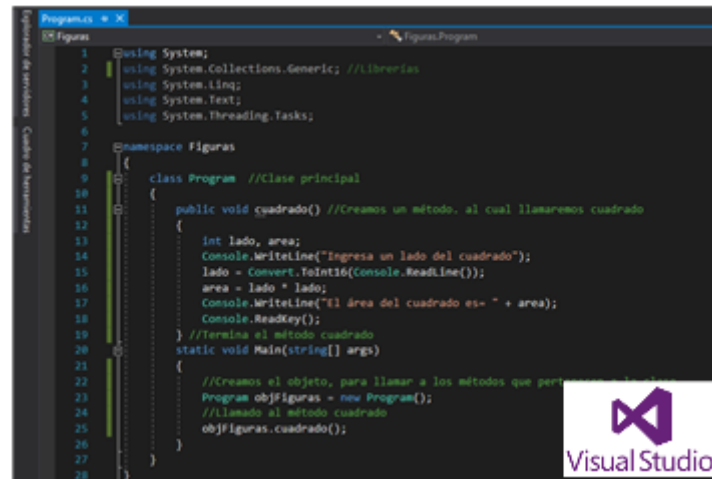 Program.cs
Figuras
Figuras.Program
Explorador de servidores
Cuadro de herramientas
1 using System;
2 using System.Collections.Generic; //Librerías
3 using System.Linq;
4 using System.Text;
5 using System.Threading.Tasks;
6
7 namespace Figuras
8 {
9 class Program //Clase principal
10 {
11 public void cuadrado() //Creamos un método. al cual llamaremos cuadrado
12 {
13 int lado, area;
14 Console.WriteLine("Ingresa un lado del cuadrado");
15 lado = Convert.ToInt16(Console.ReadLine());
16 area = lado * lado;
17 Console.WriteLine("El área del cuadrado es= " + area);
18 Console.ReadKey();
19 } //Termina el método cuadrado
20 static void Main(string[] args)
21 {
22 //Creamos el objeto, para llamar a los métodos que
23 Program objFiguras = new Program();
24 //Llamado al método cuadrado
25 objFiguras.cuadrado();
26 }
27 }
28 }
Visual Studio